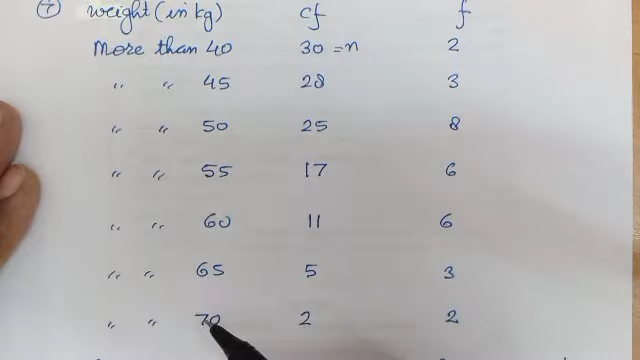 7 weight (in kg) cf f
More than 40 30 = n 2
" " 45 28 3
" " 50 25 8
" " 55 17 6
" " 60 11 6
" " 65 5 3
" " 70 2 2